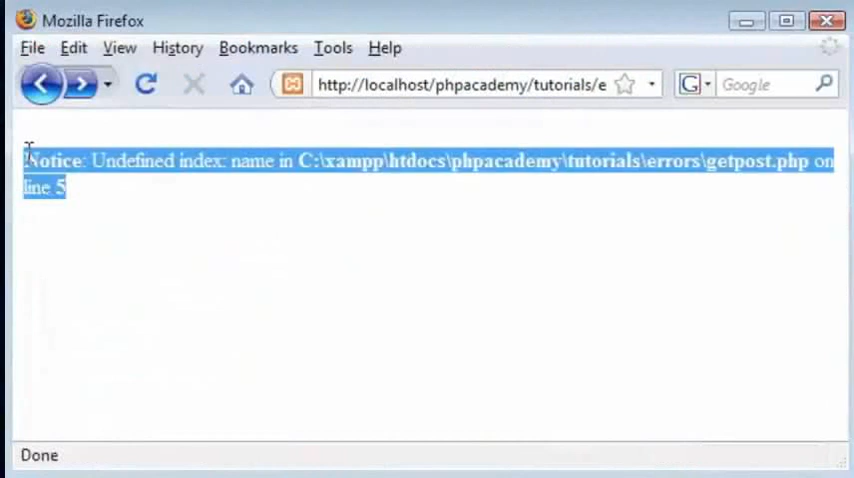 Mozilla Firefox
File Edit View History Bookmarks Tools Help
http://localhost/phpacademy/tutorials/e
G Google
Notice: Undefined index: name in C:\xampp\htdocs\phpacademy\tutorials\errors\getpost.php on
line 5
Done